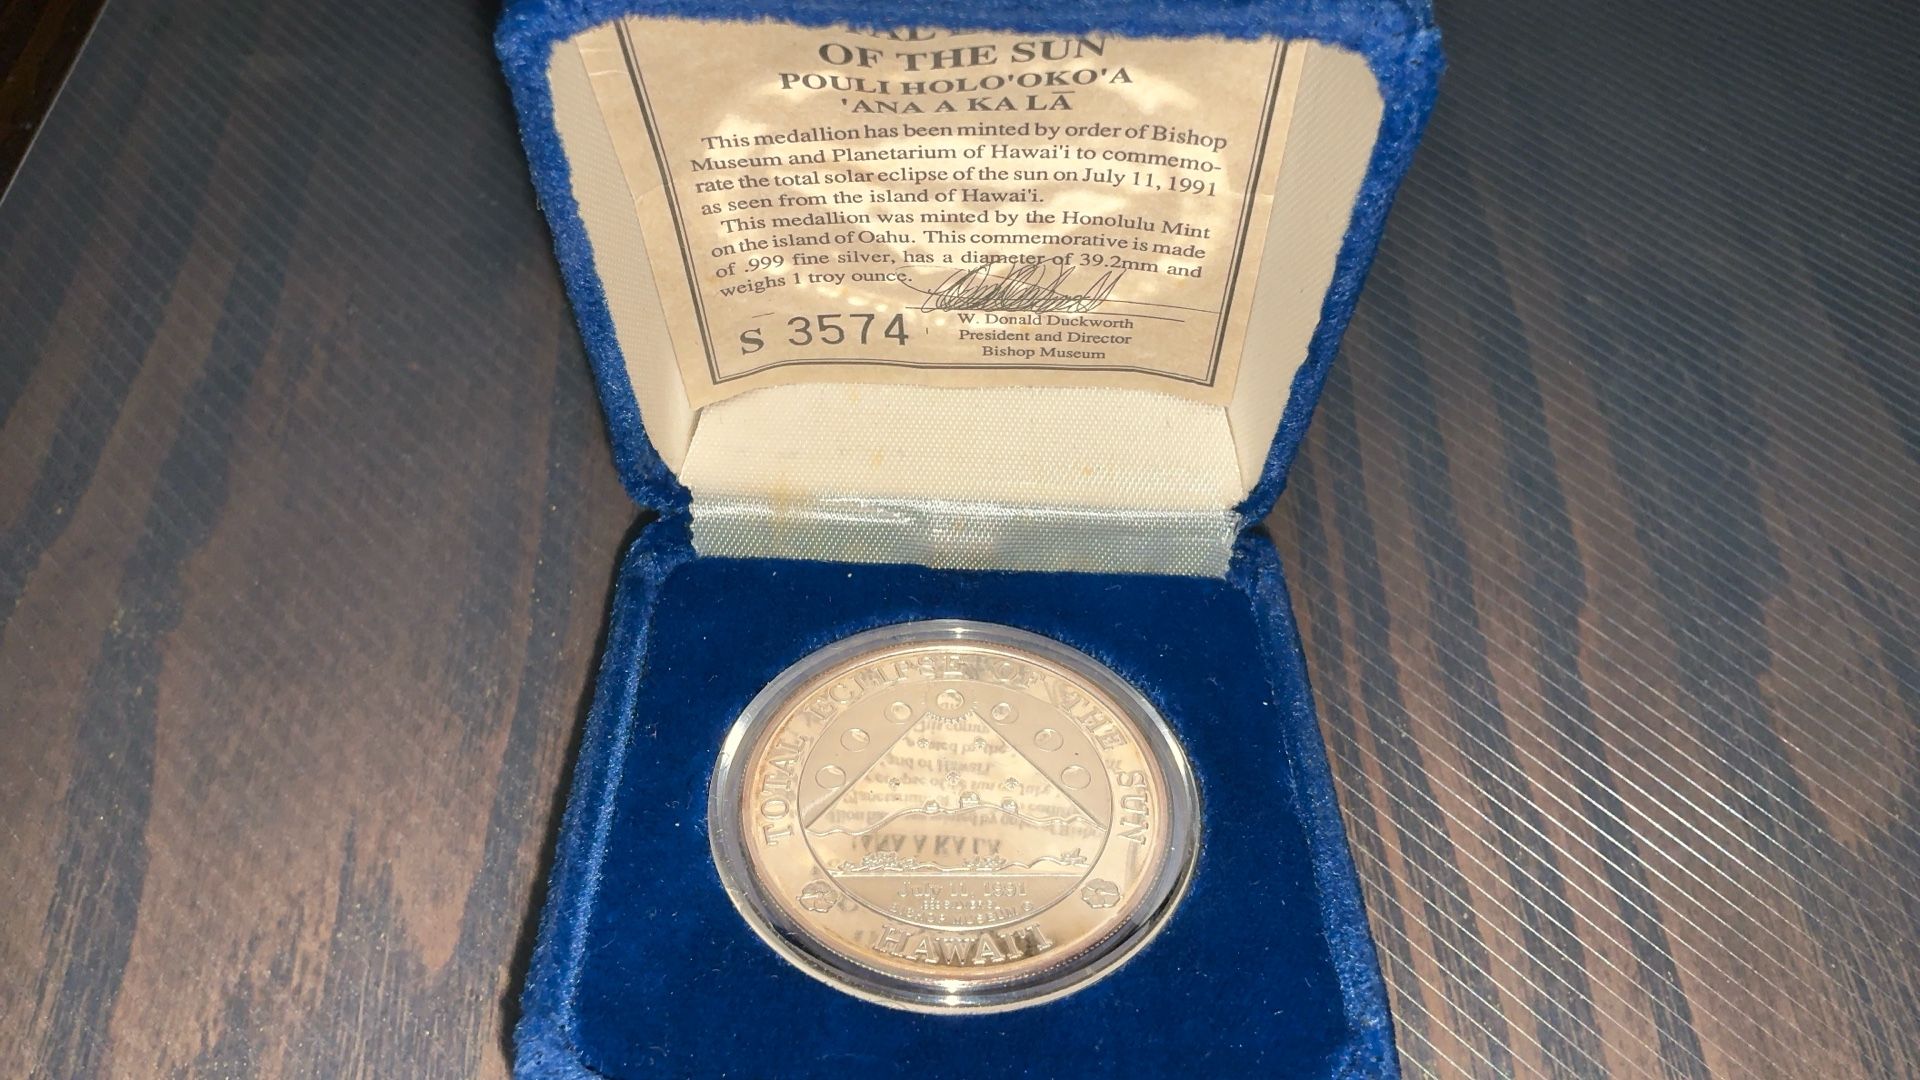 OF THE SUN
POULI HOLO'OKO'A
'ANA A KA LĀ
This medallion has been minted by order of Bishop
Museum and Planetarium of Hawai'i to commemo-
rate the total solar eclipse of the sun on July 11, 1991
as seen from the island of Hawai'i.
This medallion was minted by the Honolulu Mint
on the island of Oahu. This commemorative is made
of .999 fine silver, has a diameter of 39.2mm and
weighs 1 troy ounce.
S 3574
W. Donald Duckworth
President and Director
Bishop Museum
TOTAL ECLIPSE OF THE SUN
July 11, 1991
BISHOP MUSEUM ©
HAWAI'I